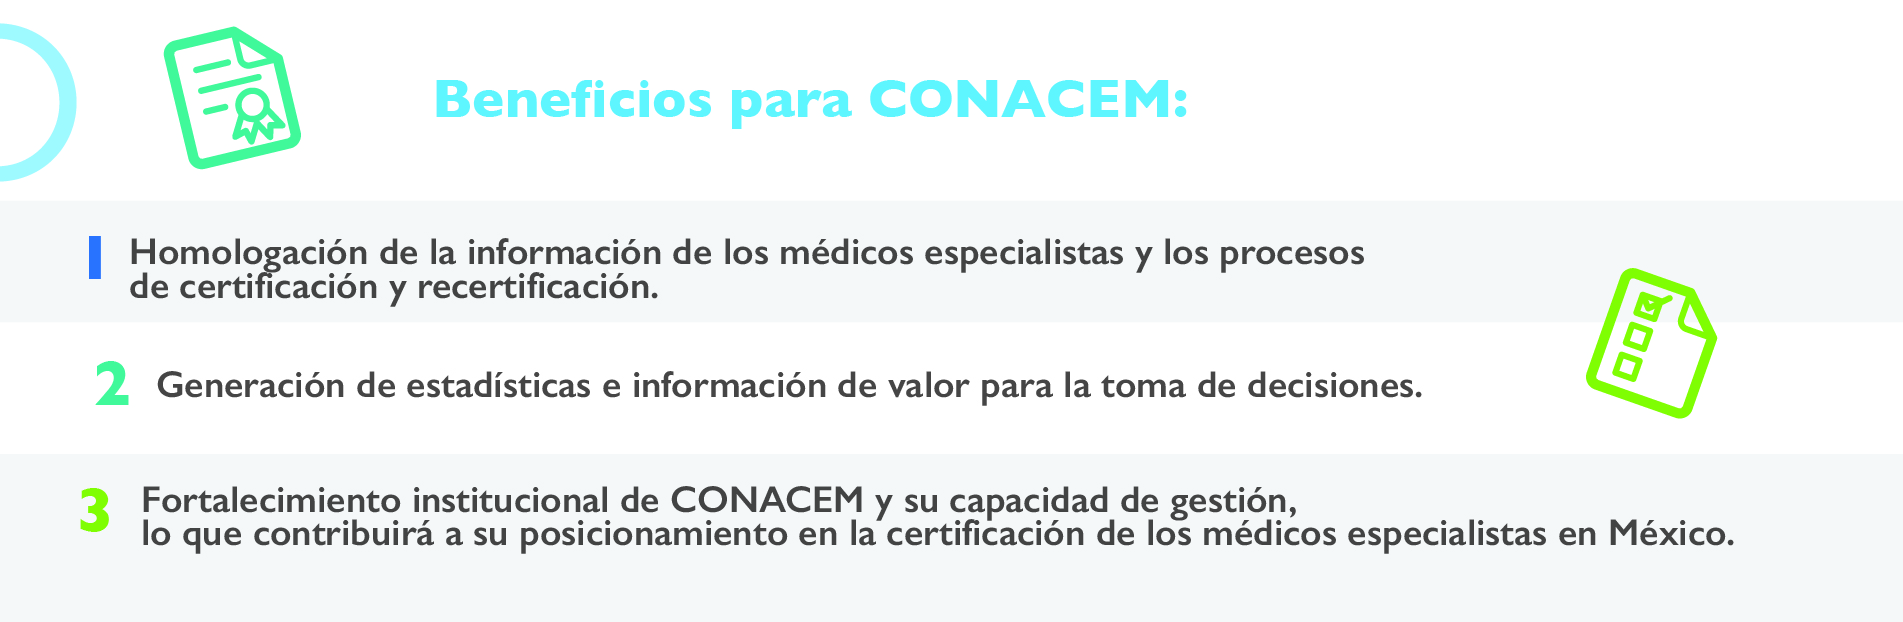 Beneficios para CONACEM:
1 Homologación de la información de los médicos especialistas y los procesos
de certificación y recertificación.
2 Generación de estadísticas e información de valor para la toma de decisiones.
3 Fortalecimiento institucional de CONACEM y su capacidad de gestión,
lo que contribuirá a su posicionamiento en la certificación de los médicos especialistas en México.